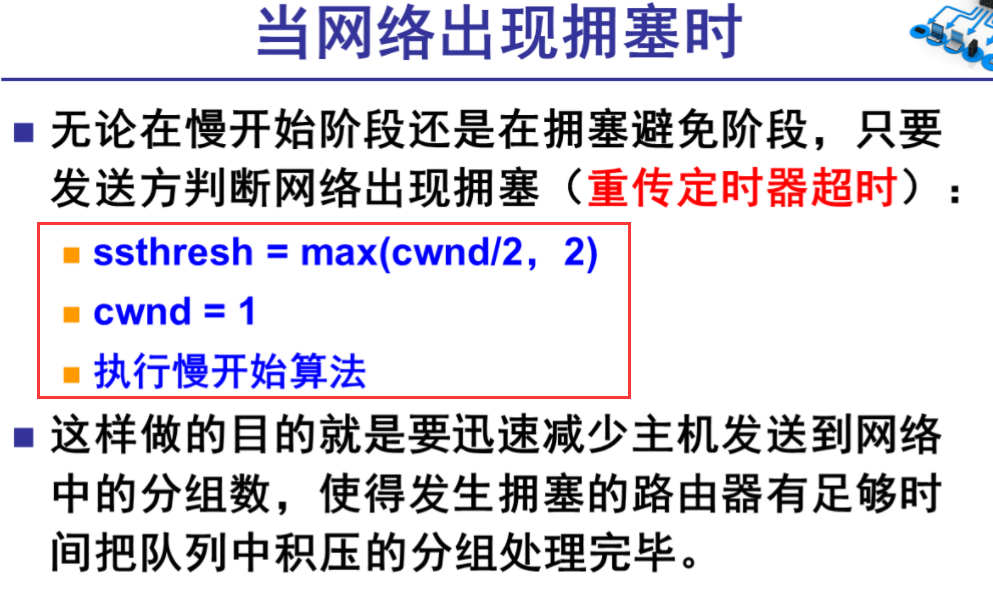 当网络出现拥塞时
无论在慢开始阶段还是在拥塞避免阶段，只要
发送方判断网络出现拥塞（重传定时器超时）：
ssthresh = max(cwnd/2，2)
cwnd = 1
执行慢开始算法
这样做的目的就是要迅速减少主机发送到网络
中的分组数，使得发生拥塞的路由器有足够时
间把队列中积压的分组处理完毕。